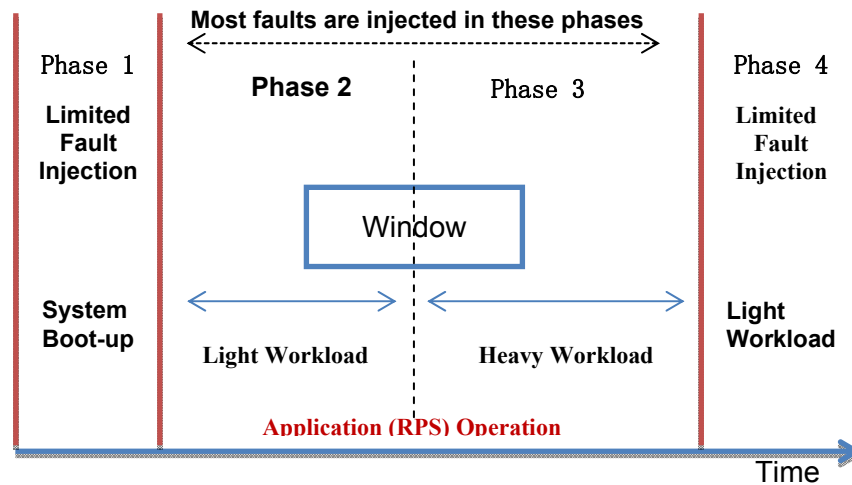 Most faults are injected in these phases
Phase 1
Limited
Fault
Injection
Phase 2
Phase 3
Phase 4
Limited
Fault
Injection
Window
System
Boot-up
Light Workload
Heavy Workload
Light
Workload
Application (RPS) Operation
Time